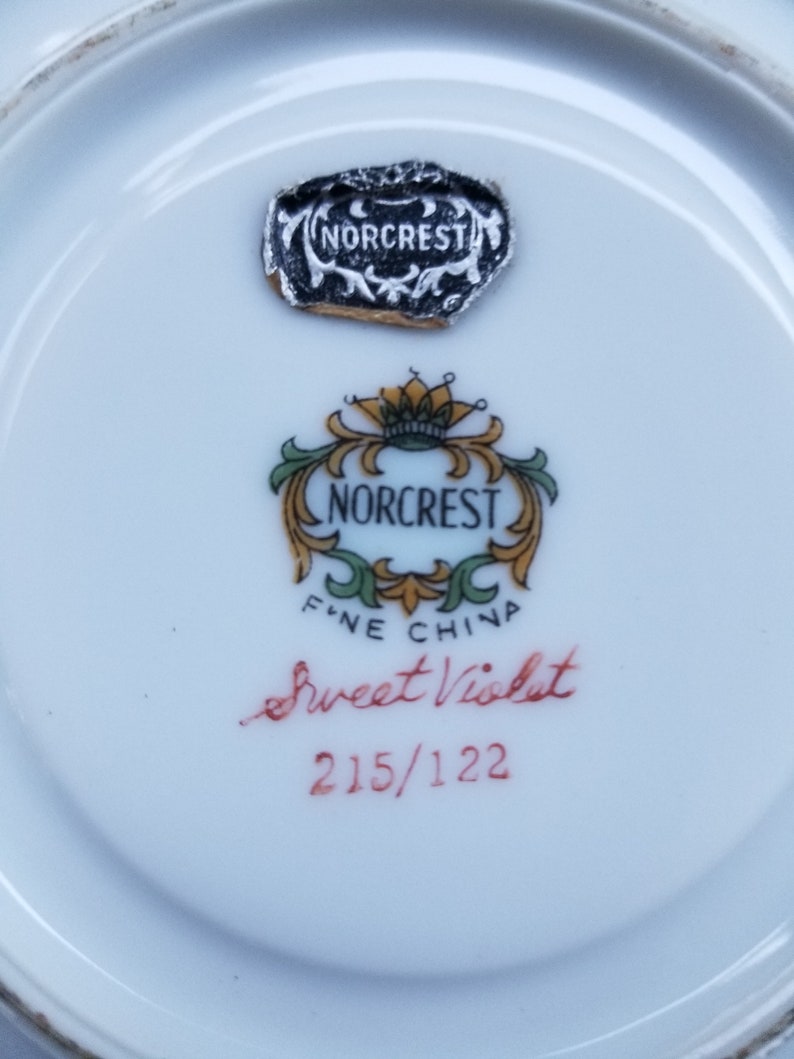 NORCREST
NORCREST
FINE CHINA
Sweet Violet
215/122